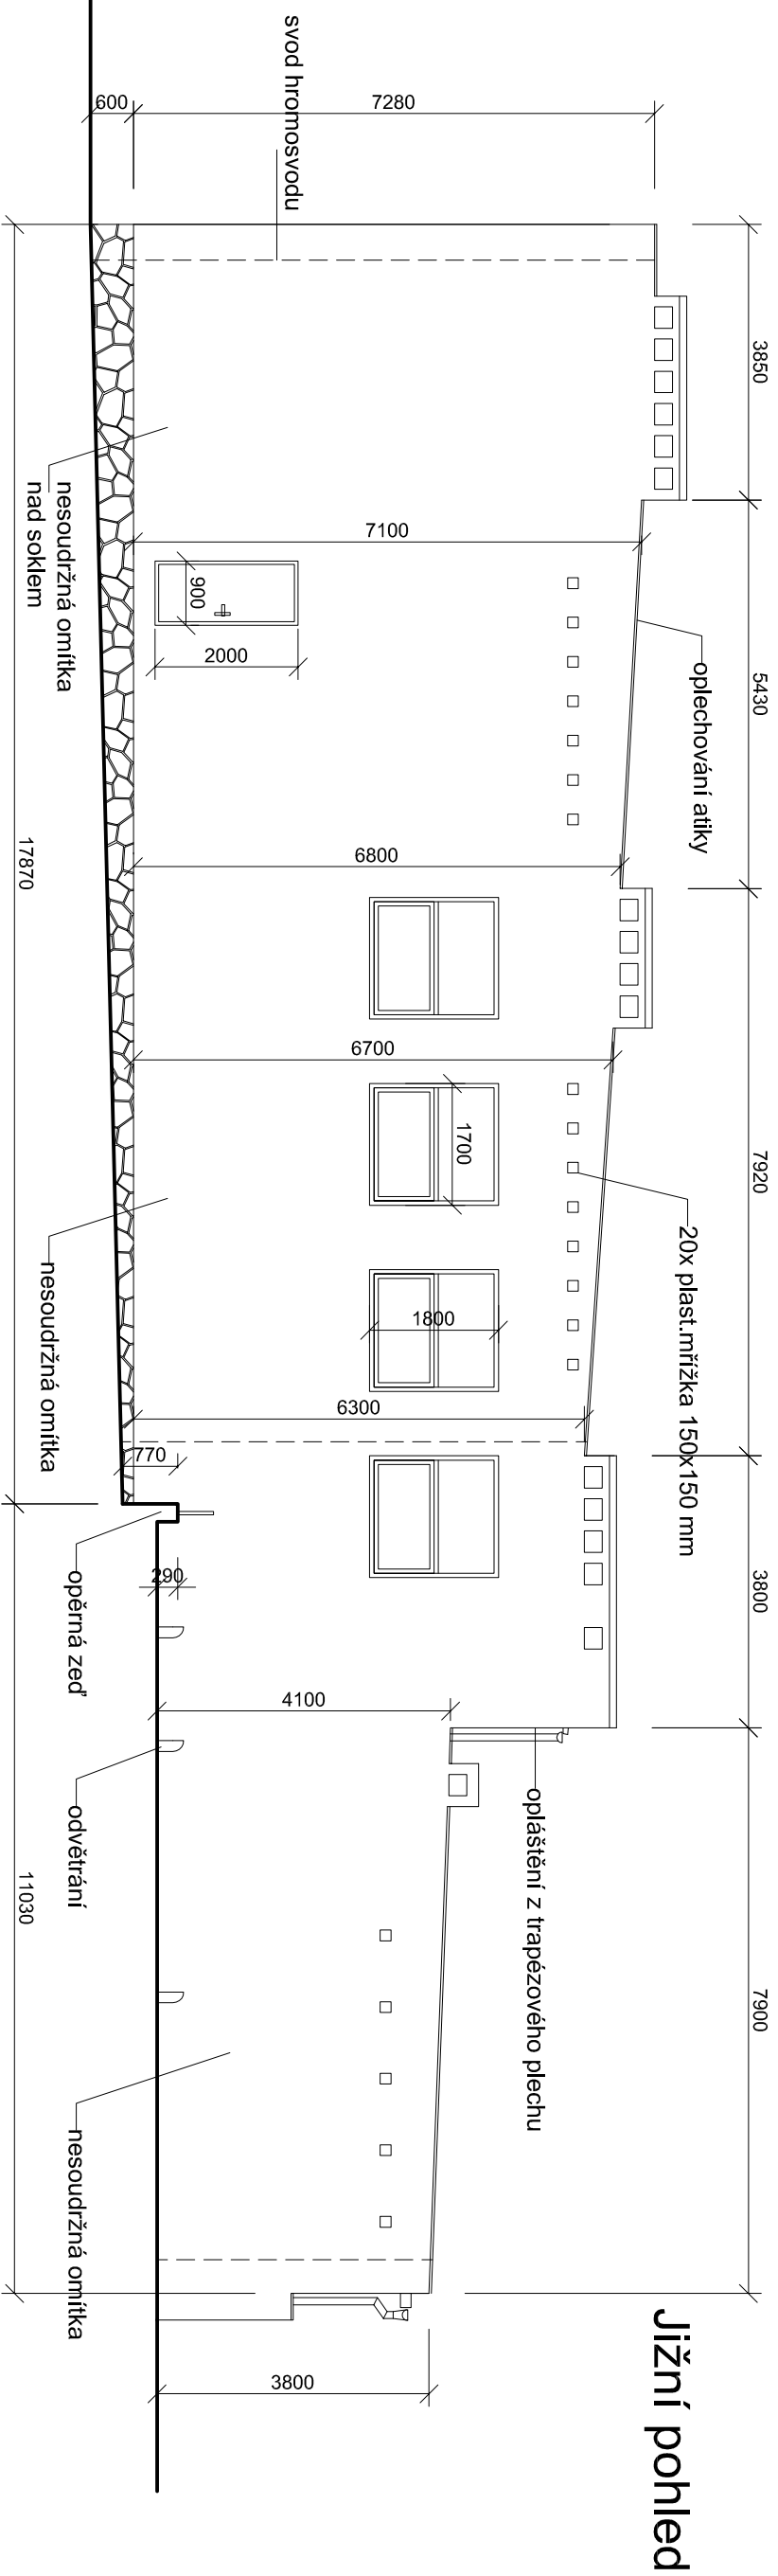 Jižní pohled
3850
5430
7920
3800
7900
oplechování atiky
20x plast.mřížka 150x150 mm
opláštění z trapézového plechu
svod hromosvodu
7280
600
7100
900
2000
6800
6700
1700
1800
6300
770
290
4100
3800
nesoudržná omítka
nad soklem
nesoudržná omítka
opěrná zeď
odvětrání
nesoudržná omítka
17870
11030